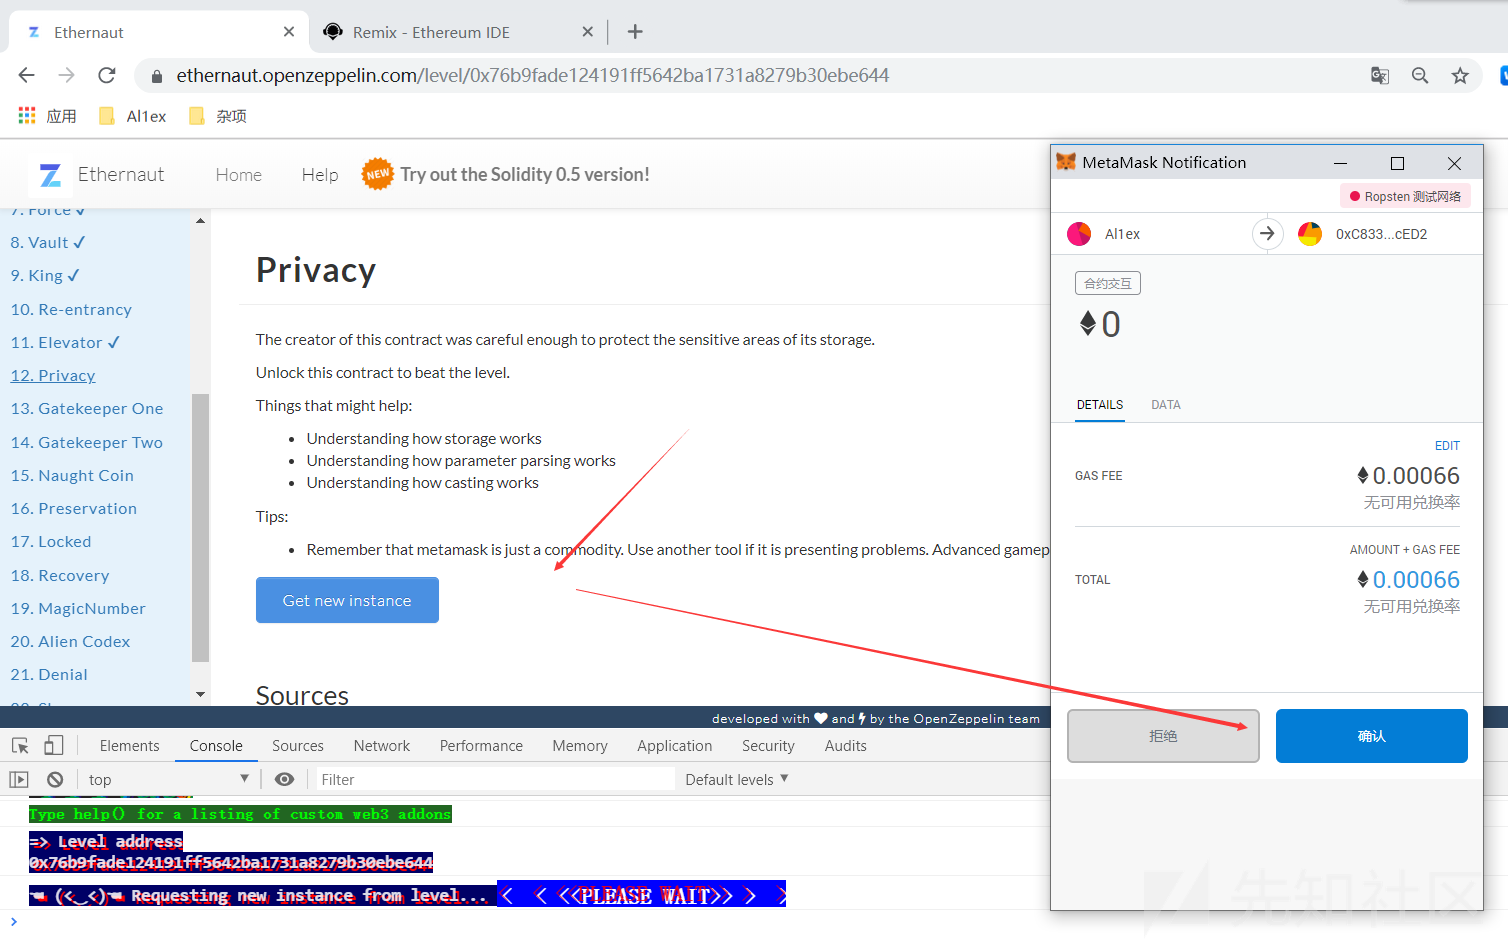 Ethernaut
Remix - Ethereum IDE
ethernaut.openzeppelin.com/level/0x76b9fade124191ff5642ba1731a8279b30ebe644
应用
Al1ex
杂项
Ethernaut
Home
Help
NEW
Try out the Solidity 0.5 version!
7. Force ✓
8. Vault ✓
9. King ✓
10. Re-entrancy
11. Elevator ✓
12. Privacy
13. Gatekeeper One
14. Gatekeeper Two
15. Naught Coin
16. Preservation
17. Locked
18. Recovery
19. MagicNumber
20. Alien Codex
21. Denial
Privacy
The creator of this contract was careful enough to protect the sensitive areas of its storage.
Unlock this contract to beat the level.
Things that might help:
• Understanding how storage works
• Understanding how parameter parsing works
• Understanding how casting works
Tips:
• Remember that metamask is just a commodity. Use another tool if it is presenting problems. Advanced gamep
Get new instance
Sources
developed with ❤ and ⚡ by the OpenZeppelin team
MetaMask Notification
Ropsten 测试网络
Al1ex
0xC833...cED2
合约交互
0
DETAILS
DATA
EDIT
GAS FEE
0.00066
无可用兑换率
AMOUNT + GAS FEE
TOTAL
0.00066
无可用兑换率
拒绝
确认
Elements
Console
Sources
Network
Performance
Memory
Application
Security
Audits
top
Filter
Default levels
Type help() for a listing of custom web3 addons
=> Level address
0x76b9fade124191ff5642ba1731a8279b30ebe644
☚ (<‿<)☚ Requesting new instance from level... < < <<PLEASE WAIT>> > >
>
先知社区